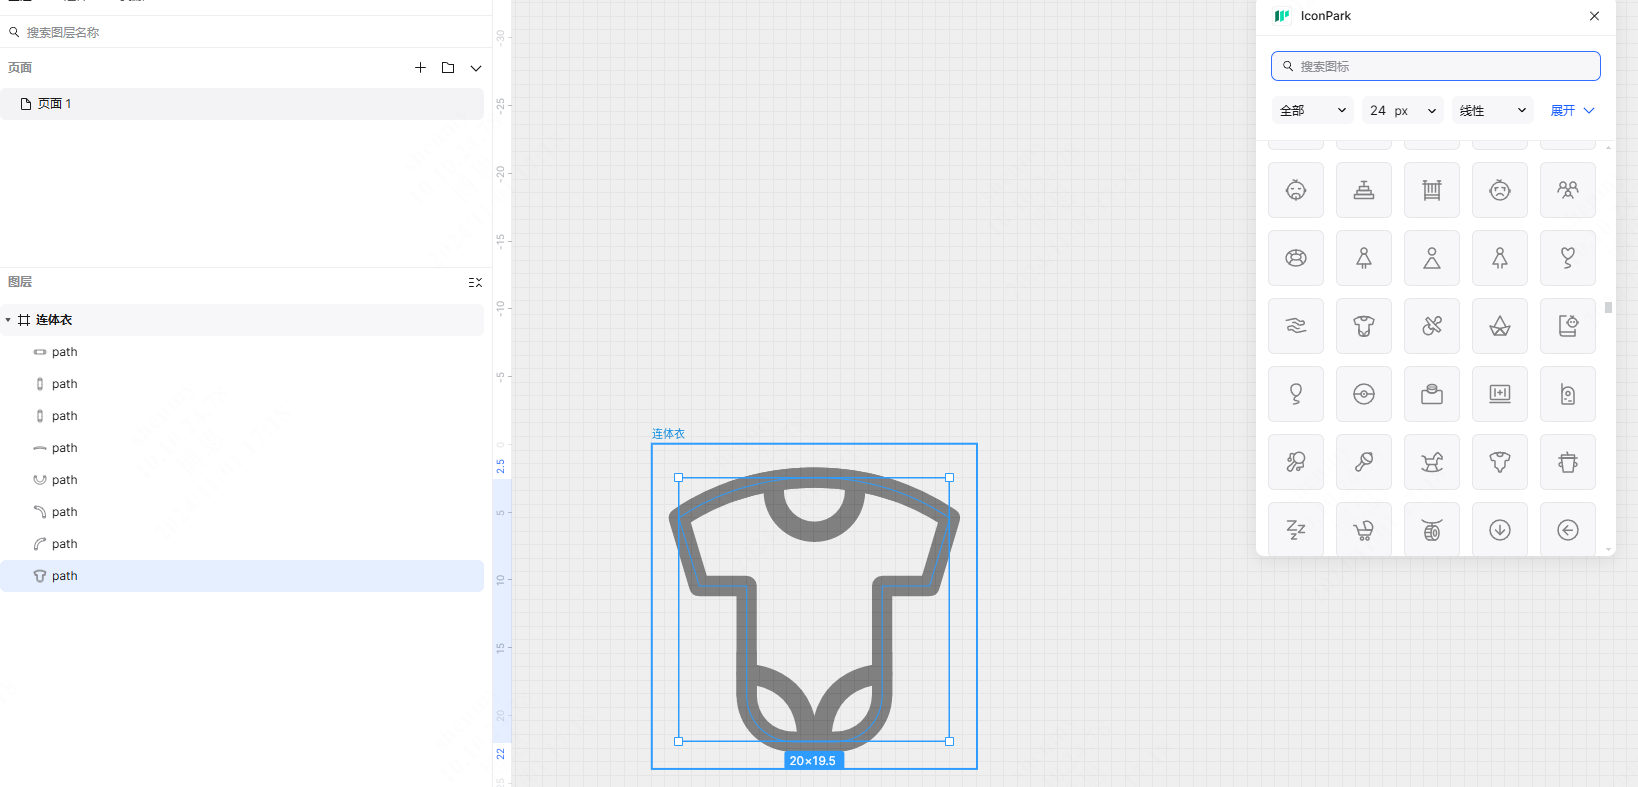 搜索图层名称
页面
页面 1
图层
连体衣
path
path
path
path
path
path
path
path
-30
-25
-20
-15
-10
-5
0
2.5
5
10
15
20
22
25
连体衣
20×19.5
IconPark
搜索图标
全部
24 px
线性
展开